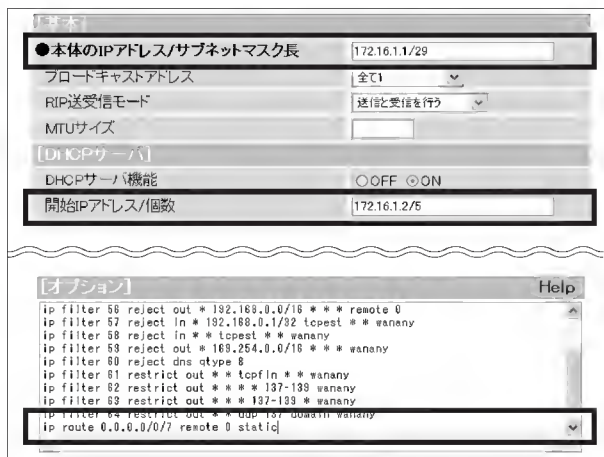 [基本]
●本体のIPアドレス/サブネットマスク長 172.16.1.1/29
ブロードキャストアドレス 全て1
RIP送受信モード 送信と受信を行う
MTUサイズ
[DHCPサーバ]
DHCPサーバ機能 ○OFF ⊙ON
開始IPアドレス/個数 172.16.1.2/5
[オプション] Help
ip filter 56 reject out * 192.168.0.0/16 * * * remote 0
ip filter 57 reject in * 192.168.0.1/32 tcpest * * wanany
ip filter 58 reject in * * tcpest * * wanany
ip filter 59 reject out * 169.254.0.0/16 * * * wanany
ip filter 60 reject dns qtype 6
ip filter 61 restrict out * * tcpfin * * wanany
ip filter 62 restrict out * * * * 137-139 wanany
ip filter 63 restrict out * * * 137-139 * wanany
ip filter 64 restrict out * * udp 137 domain wanany
ip route 0.0.0.0/0/7 remote 0 static